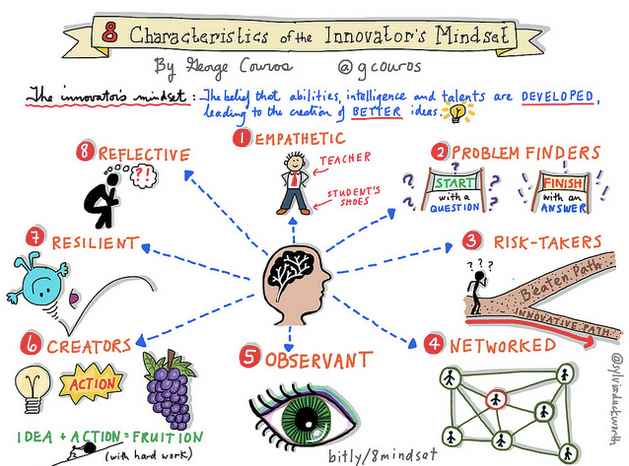 8 Characteristics of the Innovator's Mindset
By George Couros @gcouros
The innovator's mindset: The belief that abilities, intelligence and talents are DEVELOPED,
leading to the creation of BETTER ideas.
1 EMPATHETIC
TEACHER
STUDENT'S
SHOES
2 PROBLEM FINDERS
? ? ? ? ? ?
START
with a
QUESTION
FINISH
with an
ANSWER
3 RISK-TAKERS
? ? ?
Beaten Path
INNOVATIVE PATH
4 NETWORKED
5 OBSERVANT
6 CREATORS
ACTION
IDEA + ACTION = FRUITION
(with hard work)
7 RESILIENT
8 REFLECTIVE
?!
bitly/8mindset
@sylviaduckworth